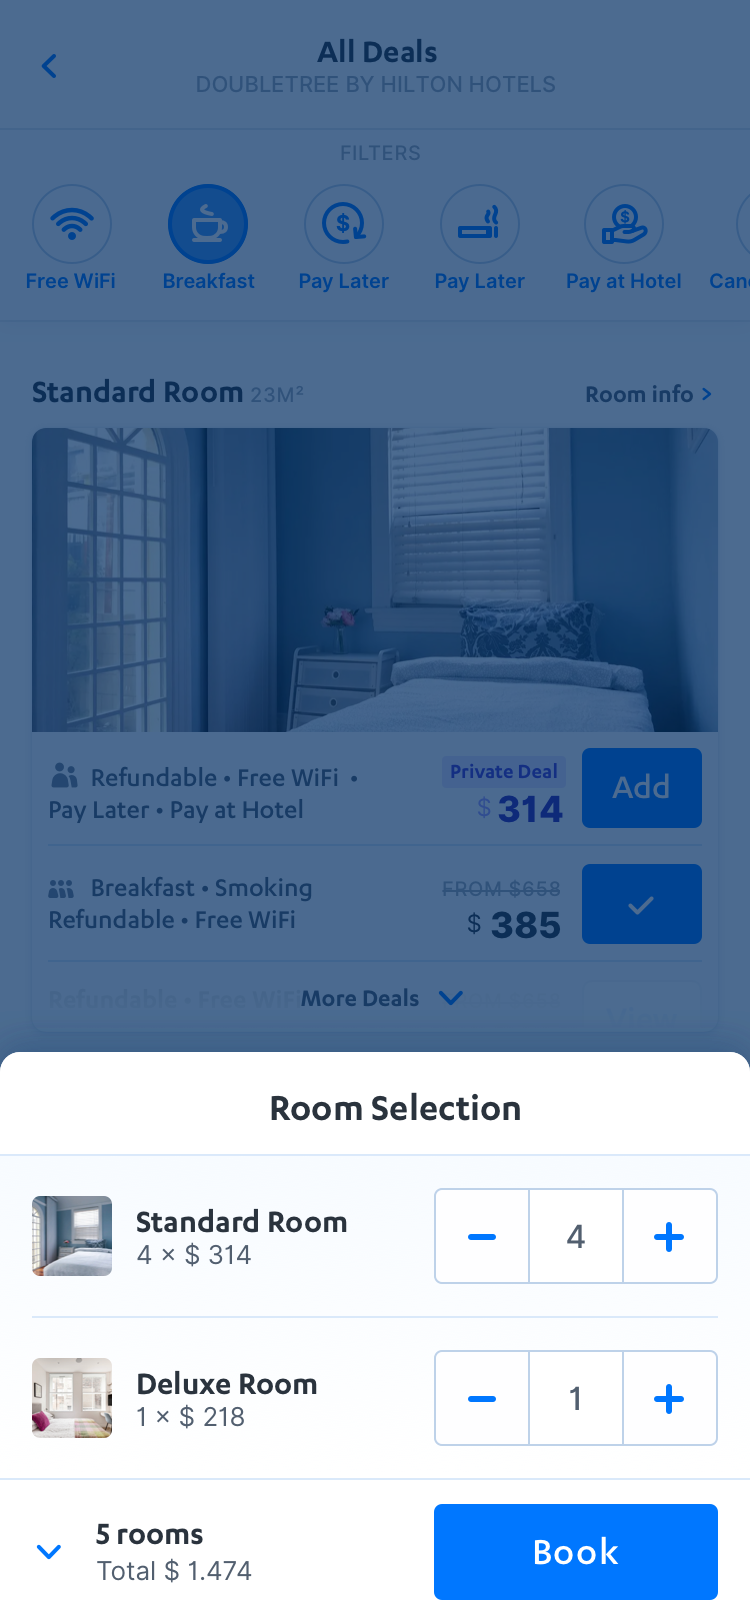 All Deals
DOUBLETREE BY HILTON HOTELS
FILTERS
Free WiFi
Breakfast
Pay Later
Pay Later
Pay at Hotel
Standard Room 23M²
Room info
Refundable • Free WiFi •
Pay Later • Pay at Hotel
Private Deal
$ 314
Add
Breakfast • Smoking
Refundable • Free WiFi
FROM $658
$ 385
Refundable • Free WiFi
More Deals
Room Selection
Standard Room
4 × $ 314
4
Deluxe Room
1 × $ 218
1
5 rooms
Total $ 1.474
Book